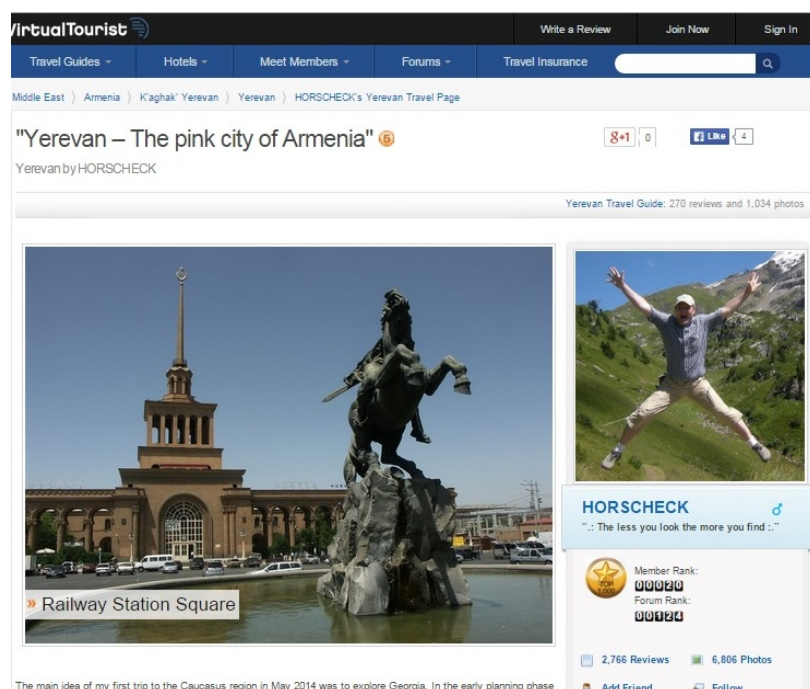 VirtualTourist
Write a Review Join Now Sign In
Travel Guides Hotels Meet Members Forums Travel Insurance
Middle East Armenia K'aghak' Yerevan Yerevan HORSCHECK's Yerevan Travel Page
"Yerevan – The pink city of Armenia" 5
g+1 0 Like 4
Yerevan by HORSCHECK
Yerevan Travel Guide: 270 reviews and 1,034 photos
» Railway Station Square
HORSCHECK
".: The less you look the more you find :."
TOP 1,000
Member Rank:
00020
Forum Rank:
00124
2,766 Reviews 6,806 Photos
Add Friend Follow
The main idea of my first trip to the Caucasus region in May 2014 was to explore Georgia. In the early planning phase